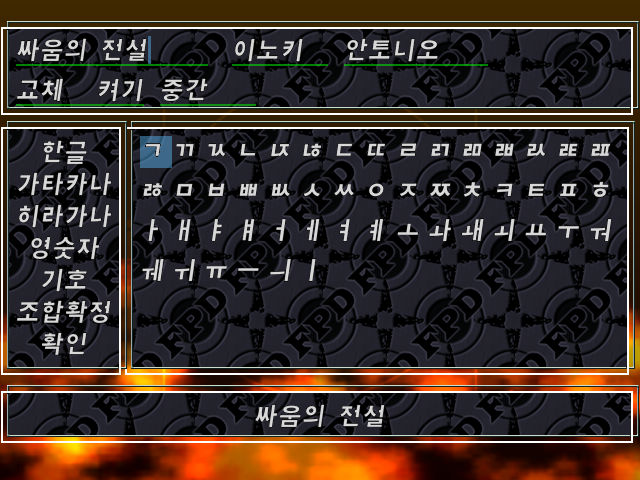 싸움의 전설 이노키 안토니오
교체 켜기 중간
한글
가타카나
히라가나
영숫자
기호
조합확정
확인
ㄱ ㄲ ㄳ ㄴ ㄵ ㄶ ㄷ ㄸ ㄹ ㄺ ㄻ ㄼ ㄽ ㄾ ㄿ
ㅀ ㅁ ㅂ ㅃ ㅄ ㅅ ㅆ ㅇ ㅈ ㅉ ㅊ ㅋ ㅌ ㅍ ㅎ
ㅏ ㅐ ㅑ ㅒ ㅓ ㅔ ㅕ ㅖ ㅗ ㅘ ㅙ ㅚ ㅛ ㅜ ㅝ
ㅞ ㅟ ㅠ ㅡ ㅢ ㅣ
싸움의 전설